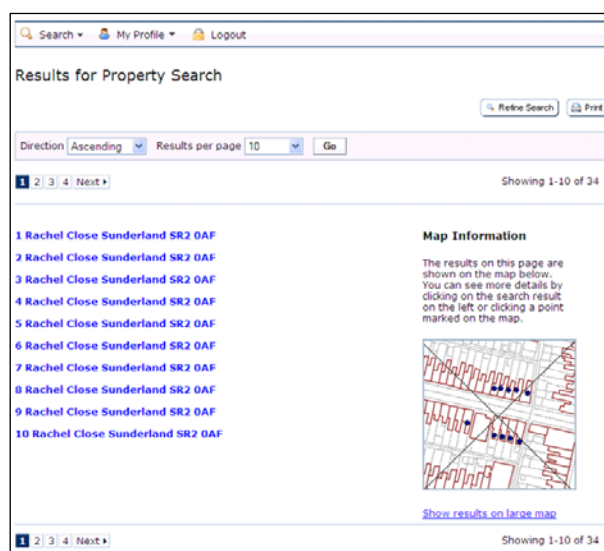 Search My Profile Logout
Results for Property Search
Refine Search Print
Direction Ascending Results per page 10 Go
1 2 3 4 Next Showing 1-10 of 34
1 Rachel Close Sunderland SR2 0AF
2 Rachel Close Sunderland SR2 0AF
3 Rachel Close Sunderland SR2 0AF
4 Rachel Close Sunderland SR2 0AF
5 Rachel Close Sunderland SR2 0AF
6 Rachel Close Sunderland SR2 0AF
7 Rachel Close Sunderland SR2 0AF
8 Rachel Close Sunderland SR2 0AF
9 Rachel Close Sunderland SR2 0AF
10 Rachel Close Sunderland SR2 0AF
Map Information
The results on this page are
shown on the map below.
You can see more details by
clicking on the search result
on the left or clicking a point
marked on the map.
Show results on large map
1 2 3 4 Next Showing 1-10 of 34